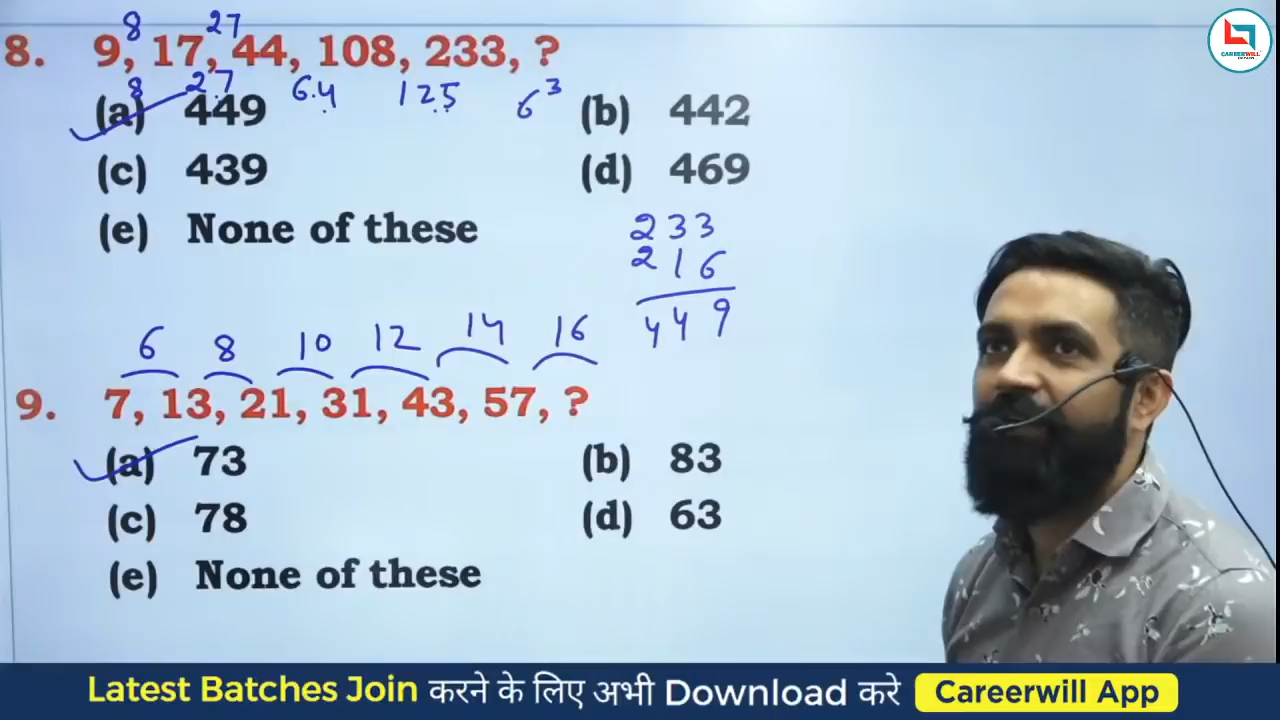 8 27
8. 9, 17, 44, 108, 233, ?
8 27 64 125 6³
(a) 449 (b) 442
(c) 439 (d) 469
(e) None of these
233
216
449
6 8 10 12 14 16
9. 7, 13, 21, 31, 43, 57, ?
(a) 73 (b) 83
(c) 78 (d) 63
(e) None of these
CAREERWILL
Latest Batches Join करने के लिए अभी Download करे Careerwill App